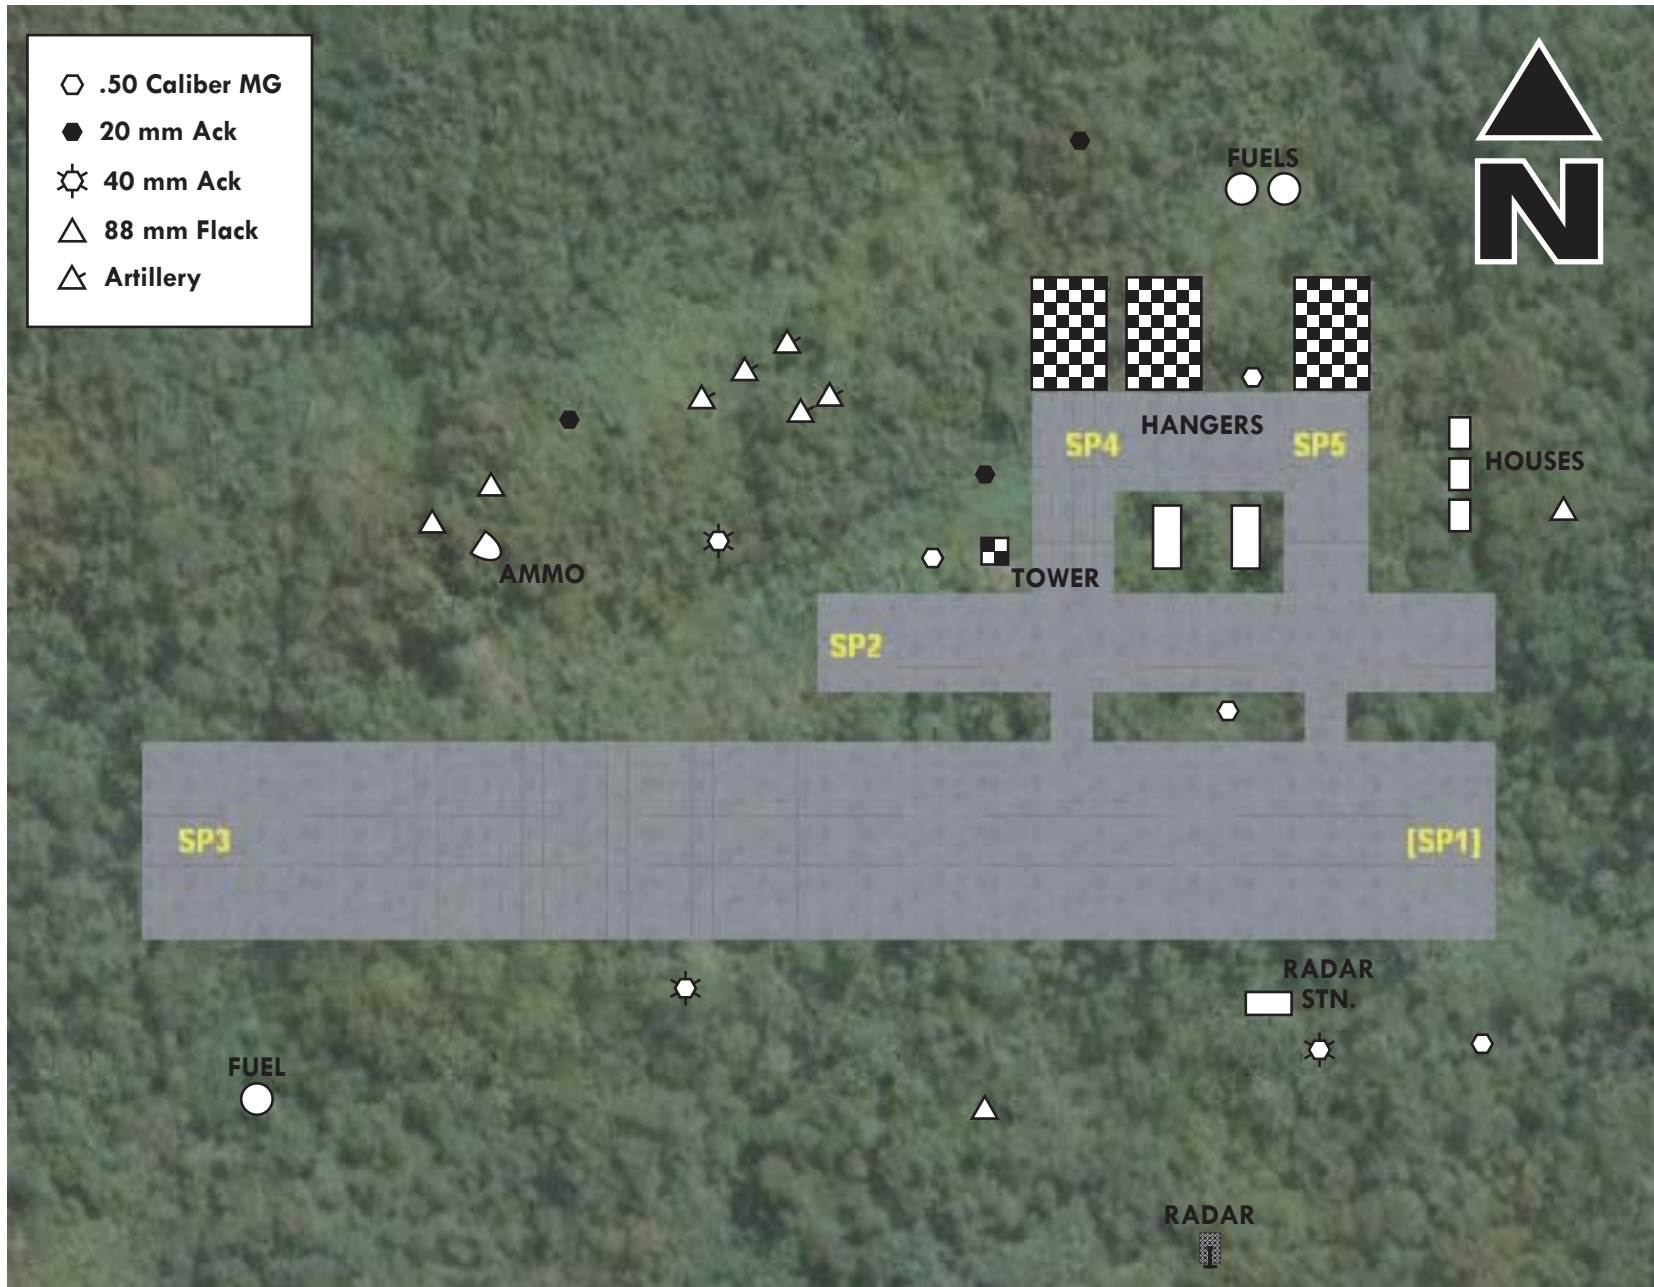 .50 Caliber MG
20 mm Ack
40 mm Ack
88 mm Flack
Artillery
FUELS
N
HANGERS
SP4
SP5
HOUSES
AMMO
TOWER
SP2
SP3
[SP1]
RADAR
STN.
FUEL
RADAR